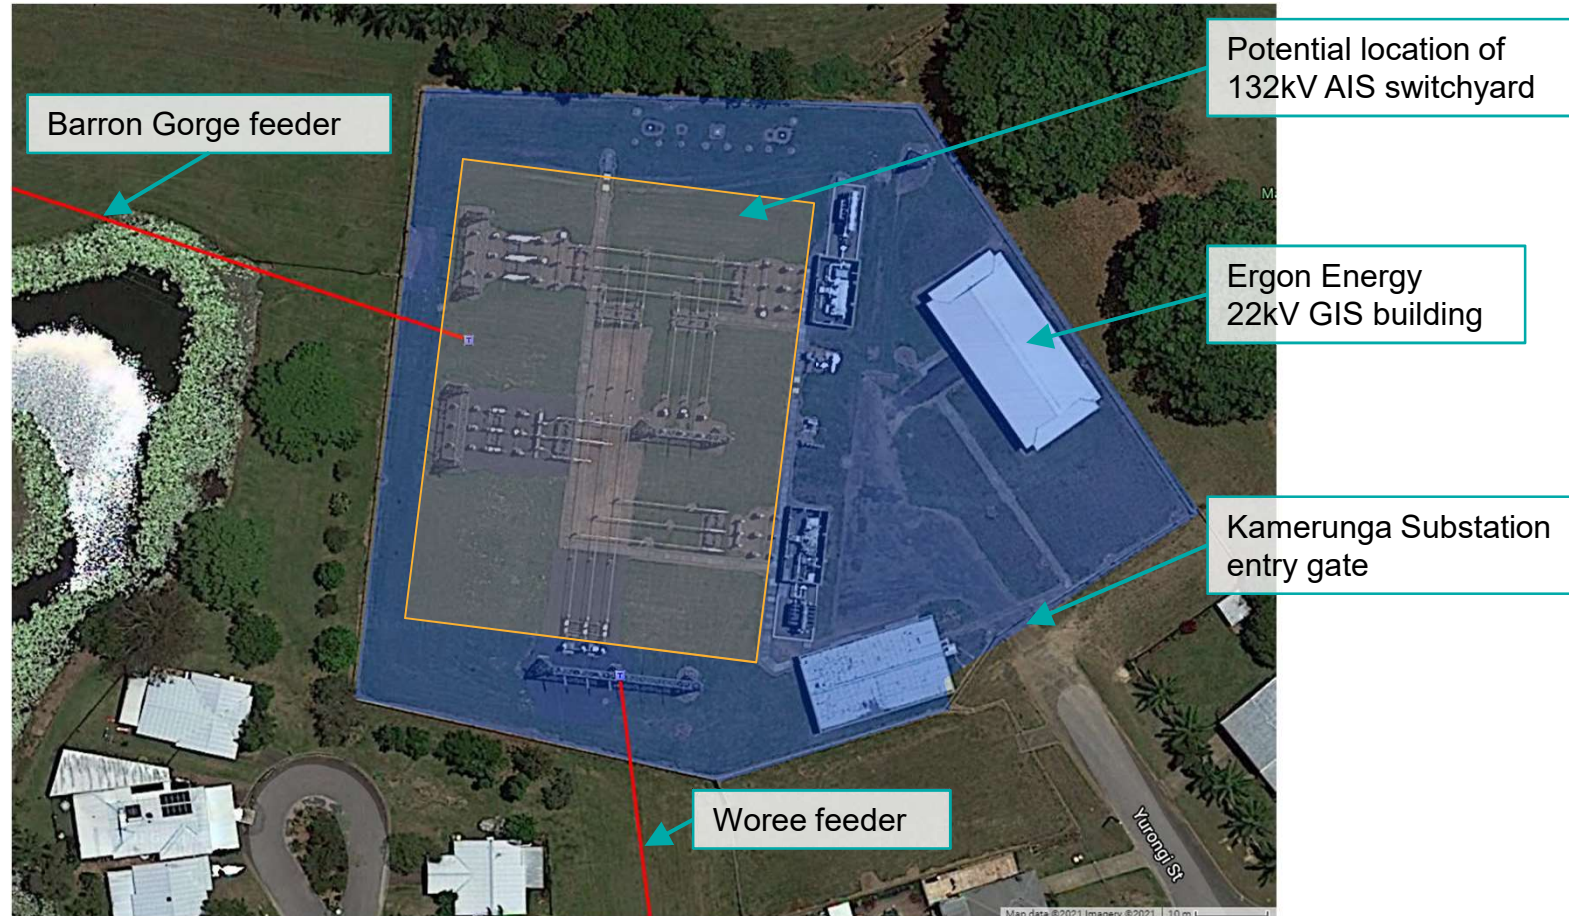 Potential location of
132kV AIS switchyard
Barron Gorge feeder
Ergon Energy
22kV GIS building
Kamerunga Substation
entry gate
Woree feeder
Yurongi St
Map data ©2021 Imagery ©2021
10 m